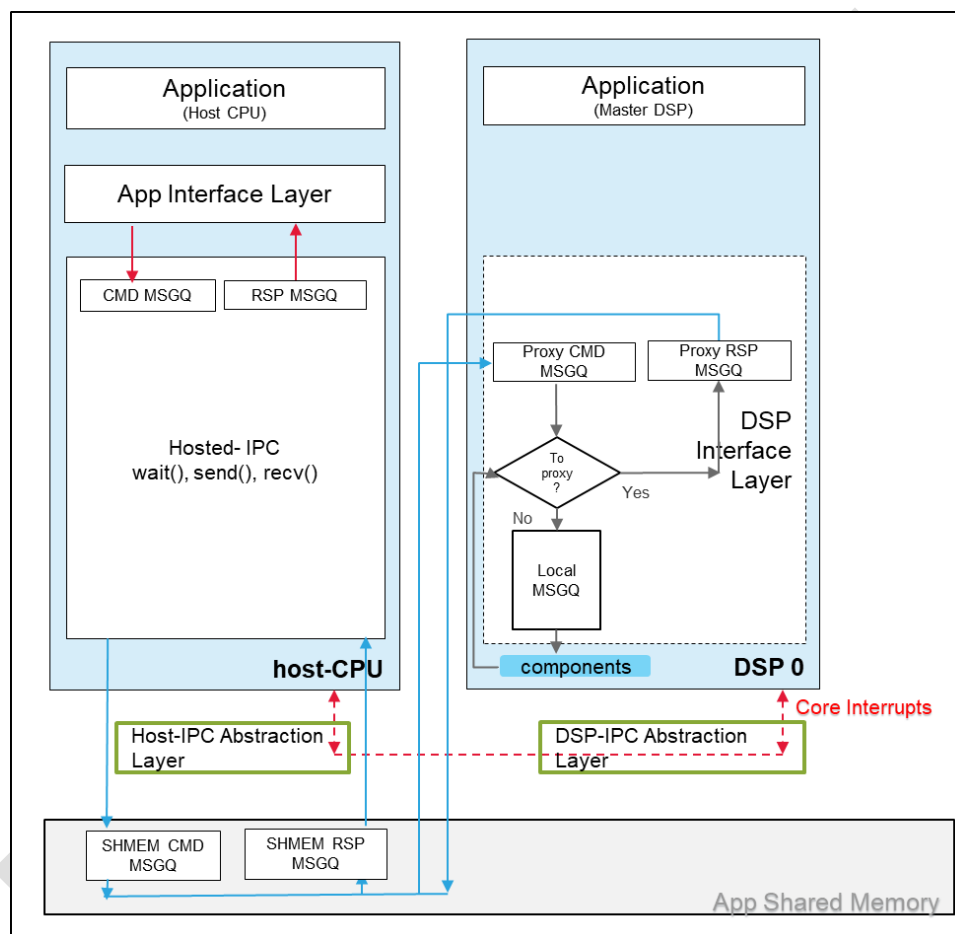 Application
(Host CPU)
App Interface Layer
CMD MSGQ
RSP MSGQ
Hosted- IPC
wait(), send(), recv()
host-CPU
Application
(Master DSP)
Proxy CMD
MSGQ
Proxy RSP
MSGQ
DSP
Interface
Layer
To
proxy
?
Yes
No
Local
MSGQ
components
DSP 0
Core Interrupts
Host-IPC Abstraction
Layer
DSP-IPC Abstraction
Layer
SHMEM CMD
MSGQ
SHMEM RSP
MSGQ
App Shared Memory